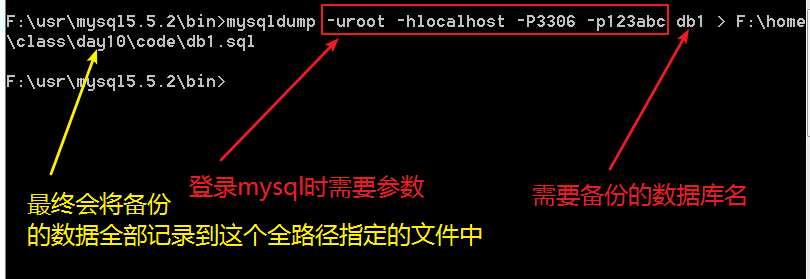 F:\usr\mysql5.5.2\bin>mysqldump -uroot -hlocalhost -P3306 -p123abc db1 > F:\home
\class\day10\code\db1.sql
F:\usr\mysql5.5.2\bin>
登录mysql时需要参数
需要备份的数据库名
最终会将备份
的数据全部记录到这个全路径指定的文件中